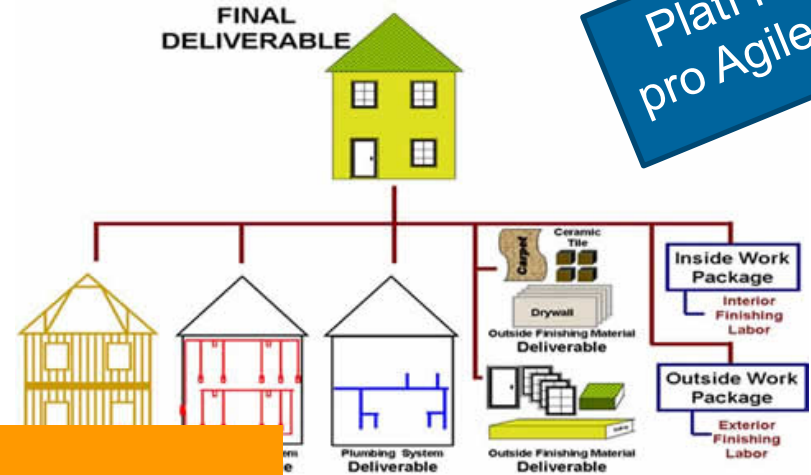 FINAL
DELIVERABLE
pro Agile
Carpet
Ceramic
Tile
Drywall
Outside Finishing Material
Deliverable
Inside Work
Package
Interior
Finishing
Labor
Outside Work
Package
Exterior
Finishing
Labor
Plumbing System
Deliverable
Outside Finishing Material
Deliverable